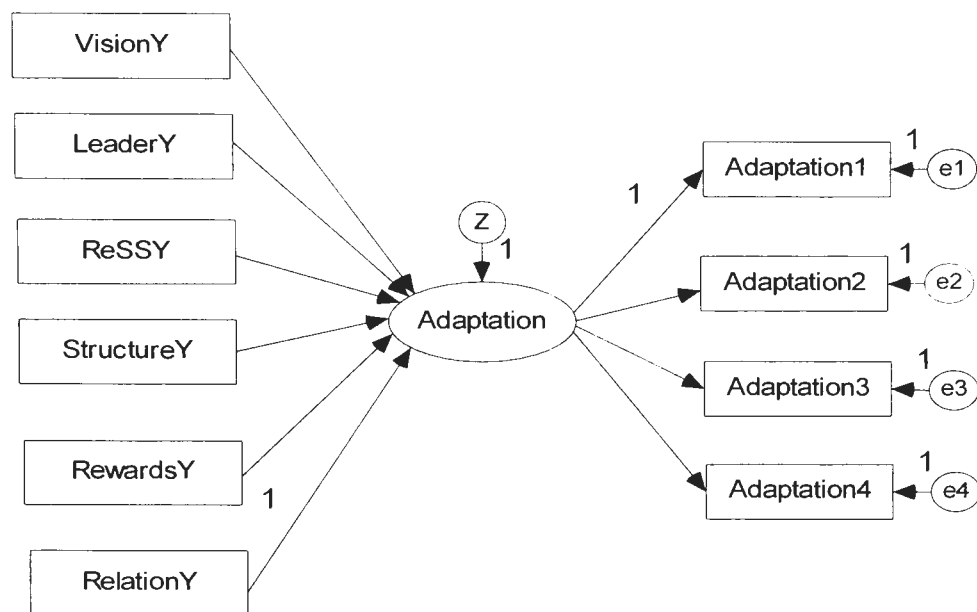 VisionY
LeaderY
ReSSY
StructureY
RewardsY
1
RelationY
Z
1
Adaptation
1
Adaptation1
1
e1
Adaptation2
1
e2
Adaptation3
1
e3
Adaptation4
1
e4